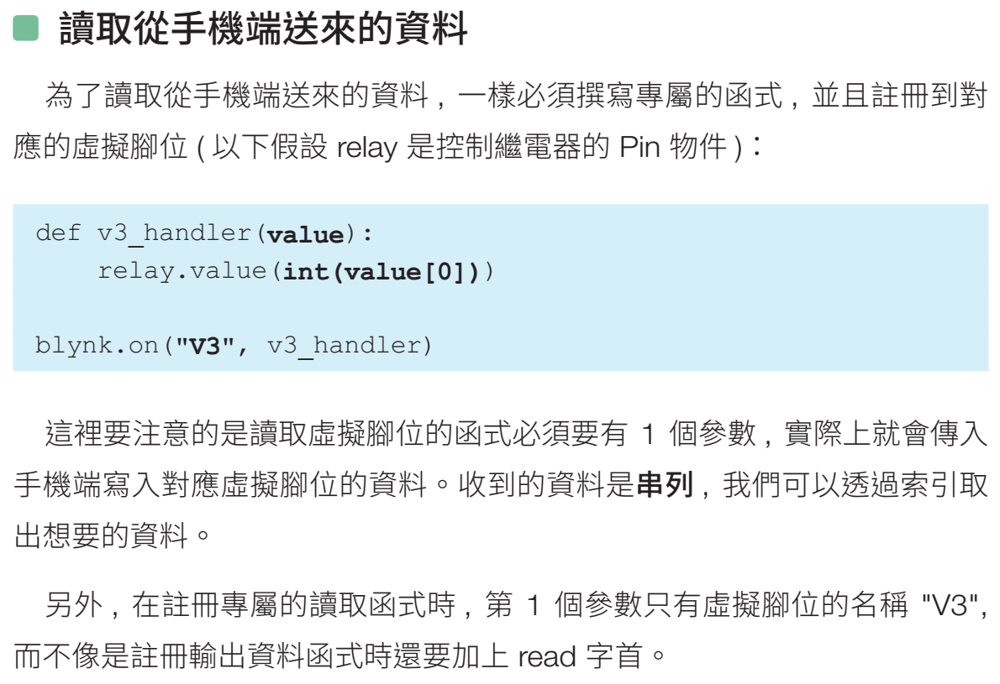 讀取從手機端送來的資料
為了讀取從手機端送來的資料, 一樣必須撰寫專屬的函式, 並且註冊到對
應的虛擬腳位 (以下假設 relay 是控制繼電器的 Pin 物件):
def v3_handler(value):
    relay.value(int(value[0]))
blynk.on("V3", v3_handler)
這裡要注意的是讀取虛擬腳位的函式必須要有 1 個參數, 實際上就會傳入
手機端寫入對應虛擬腳位的資料。收到的資料是串列, 我們可以透過索引取
出想要的資料。
另外, 在註冊專屬的讀取函式時, 第 1 個參數只有虛擬腳位的名稱 "V3",
而不像是註冊輸出資料函式時還要加上 read 字首。